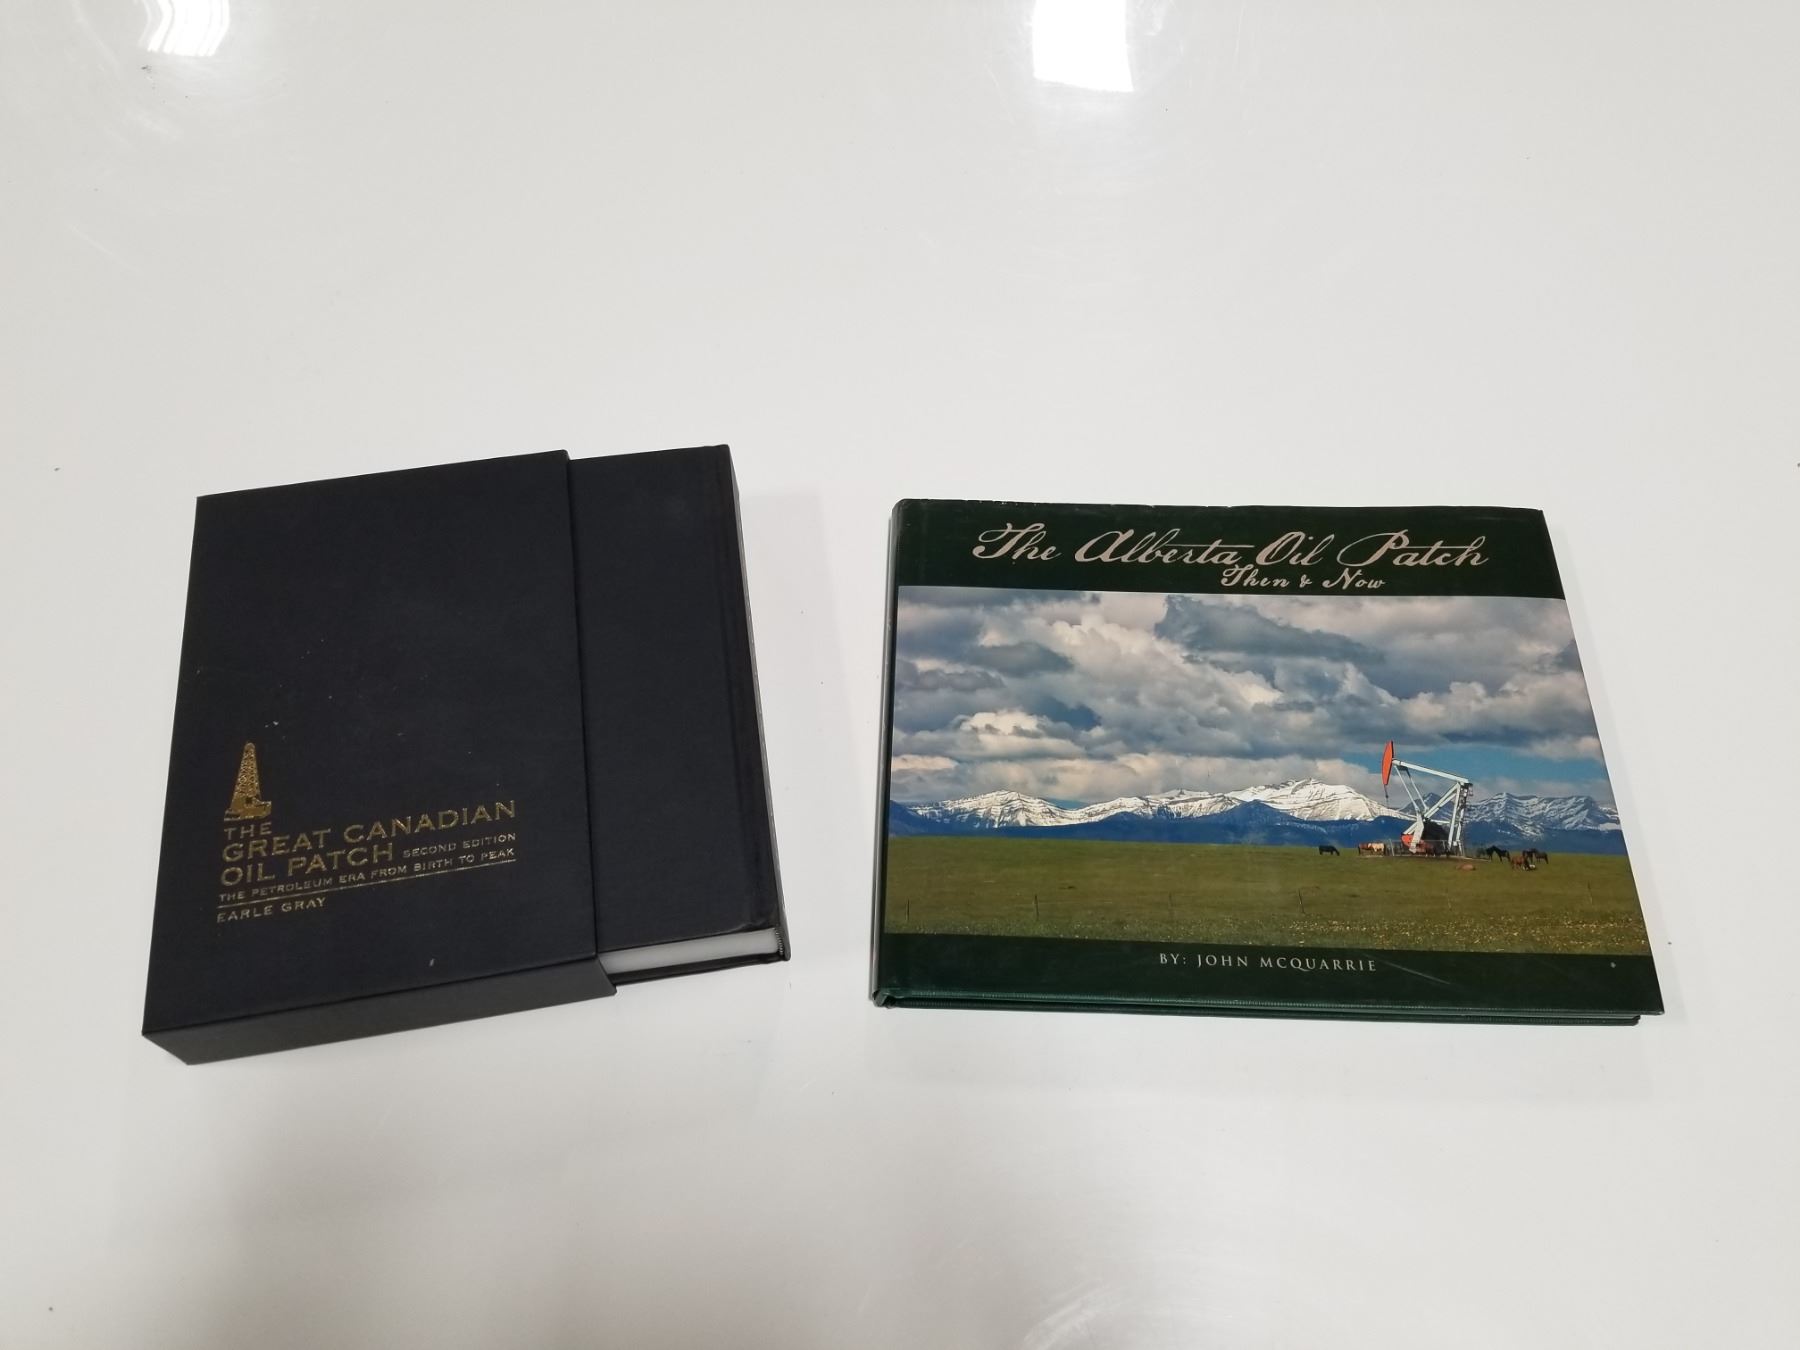 THE
GREAT CANADIAN
OIL PATCH SECOND EDITION
THE PETROLEUM ERA FROM BIRTH TO PEAK
EARLE GRAY
The Alberta Oil Patch
Then & Now
BY: JOHN MCQUARRIE